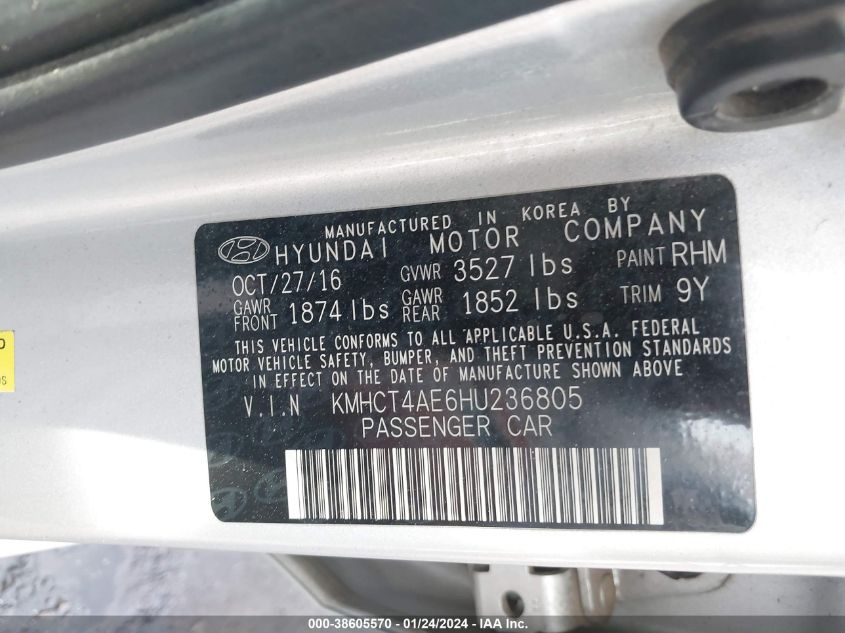 MANUFACTURED IN KOREA BY
HYUNDAI MOTOR COMPANY
OCT/27/16 GVWR 3527 lbs PAINT RHM
GAWR FRONT 1874 lbs GAWR REAR 1852 lbs TRIM 9Y
THIS VEHICLE CONFORMS TO ALL APPLICABLE U.S.A. FEDERAL
MOTOR VEHICLE SAFETY, BUMPER, AND THEFT PREVENTION STANDARDS
IN EFFECT ON THE DATE OF MANUFACTURE SHOWN ABOVE
V.I.N KMHCT4AE6HU236805
PASSENGER CAR
000-38605570 - 01/24/2024 - IAA Inc.